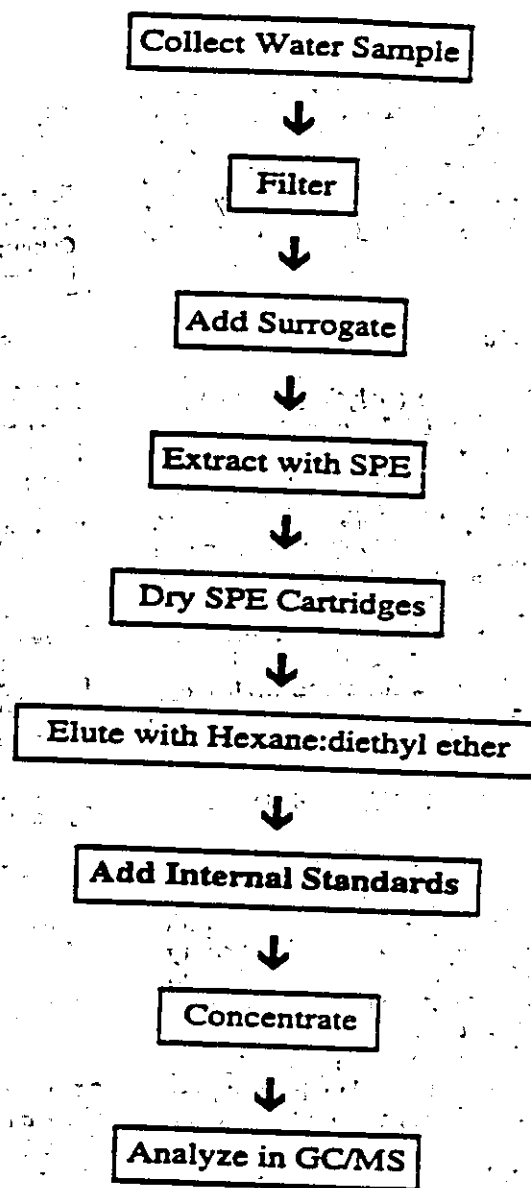 Collect Water Sample
↓
Filter
↓
Add Surrogate
↓
Extract with SPE
↓
Dry SPE Cartridges
↓
Elute with Hexane:diethyl ether
↓
Add Internal Standards
↓
Concentrate
↓
Analyze in GC/MS